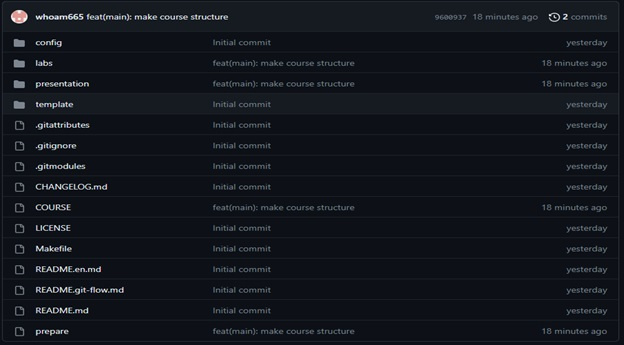 whoam665 feat(main): make course structure 9600937 18 minutes ago 2 commits
config Initial commit yesterday
labs feat(main): make course structure 18 minutes ago
presentation feat(main): make course structure 18 minutes ago
template Initial commit yesterday
.gitattributes Initial commit yesterday
.gitignore Initial commit yesterday
.gitmodules Initial commit yesterday
CHANGELOG.md Initial commit yesterday
COURSE feat(main): make course structure 18 minutes ago
LICENSE Initial commit yesterday
Makefile Initial commit yesterday
README.en.md Initial commit yesterday
README.git-flow.md Initial commit yesterday
README.md Initial commit yesterday
prepare feat(main): make course structure 18 minutes ago